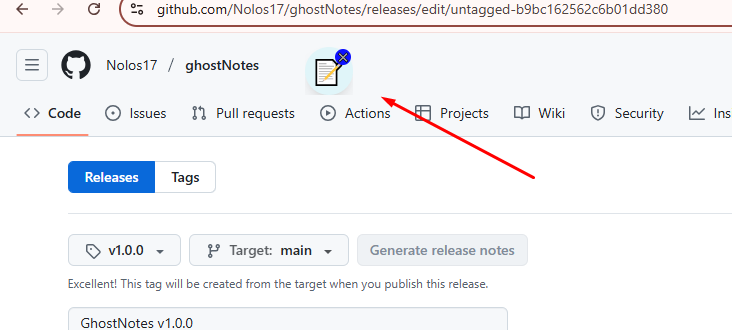 github.com/Nolos17/ghostNotes/releases/edit/untagged-b9bc162562c6b01dd380
Nolos17 / ghostNotes
Code Issues Pull requests Actions Projects Wiki Security Ins
Releases Tags
v1.0.0 Target: main Generate release notes
Excellent! This tag will be created from the target when you publish this release.
GhostNotes v1.0.0